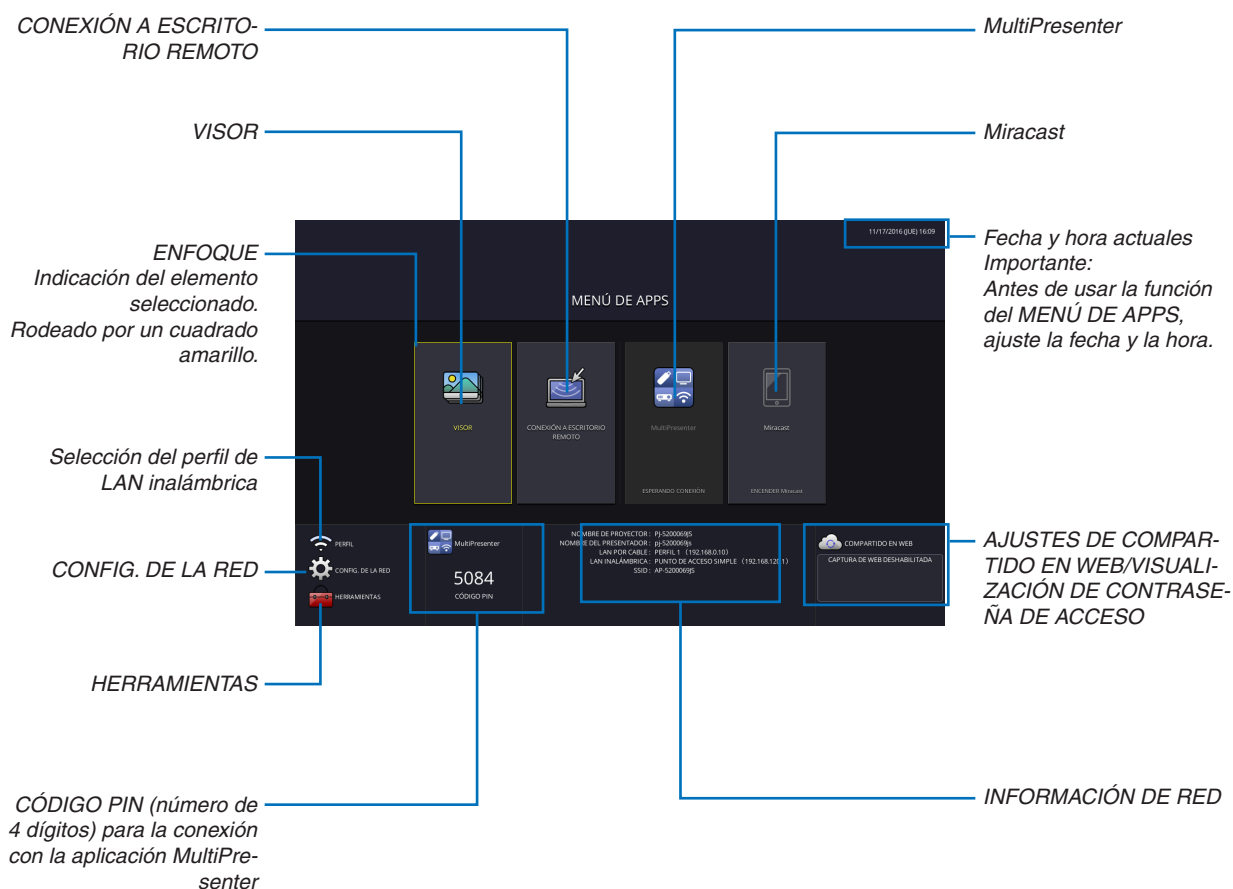 CONEXIÓN A ESCRITO-
RIO REMOTO
VISOR
ENFOQUE
Indicación del elemento
seleccionado.
Rodeado por un cuadrado
amarillo.
Selección del perfil de
LAN inalámbrica
CONFIG. DE LA RED
HERRAMIENTAS
CÓDIGO PIN (número de
4 dígitos) para la conexión
con la aplicación MultiPre-
senter
MultiPresenter
Miracast
Fecha y hora actuales
Importante:
Antes de usar la función
del MENÚ DE APPS,
ajuste la fecha y la hora.
AJUSTES DE COMPAR-
TIDO EN WEB/VISUALI-
ZACIÓN DE CONTRASE-
ÑA DE ACCESO
INFORMACIÓN DE RED
11/17/2016 (JUE) 16:09
MENÚ DE APPS
VISOR
CONEXIÓN A ESCRITORIO
REMOTO
MultiPresenter
ESPERANDO CONEXIÓN
Miracast
ENCENDER Miracast
PERFIL
CONFIG. DE LA RED
HERRAMIENTAS
MultiPresenter
5084
CÓDIGO PIN
NOMBRE DE PROYECTOR : PJ-5200069JS
NOMBRE DEL PRESENTADOR : pj-5200069js
LAN POR CABLE : PERFIL 1 (192.168.0.10)
LAN INALÁMBRICA : PUNTO DE ACCESO SIMPLE (192.168.120.1)
SSID : AP-5200069JS
COMPARTIDO EN WEB
CAPTURA DE WEB DESHABILITADA